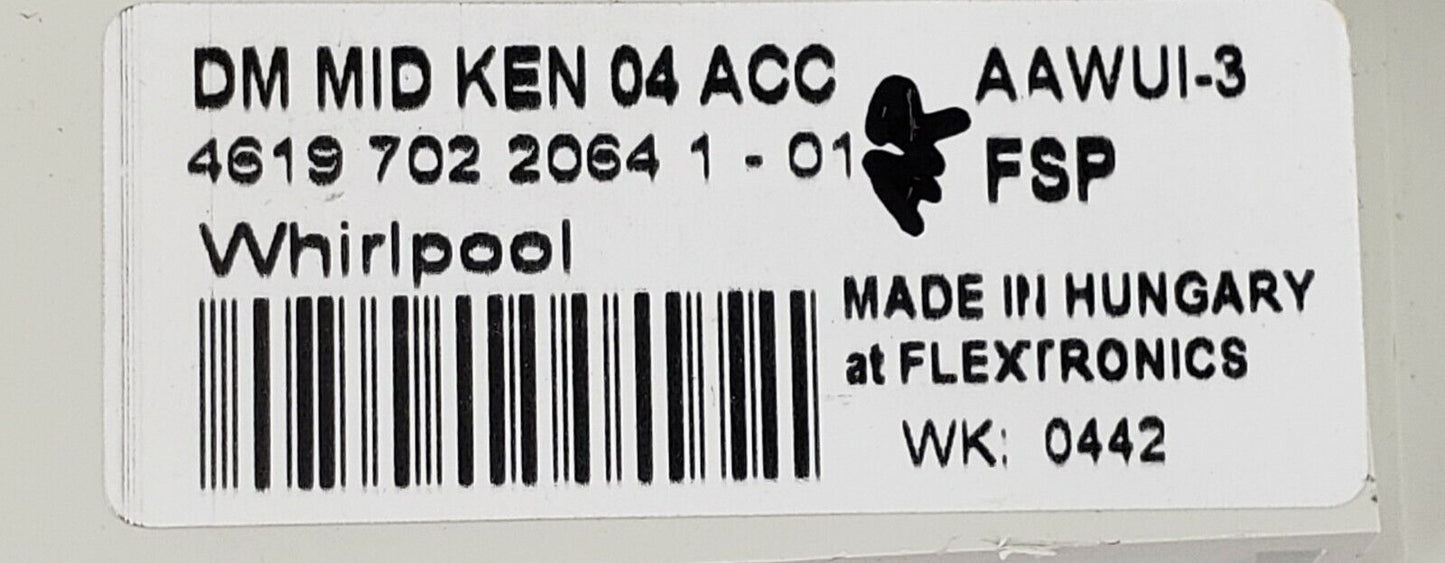 DM MID KEN 04 ACC
AAWUI-3
4619 702 2064 1 - 01
FSP
Whirlpool
MADE IN HUNGARY
at FLEXTRONICS
WK: 0442